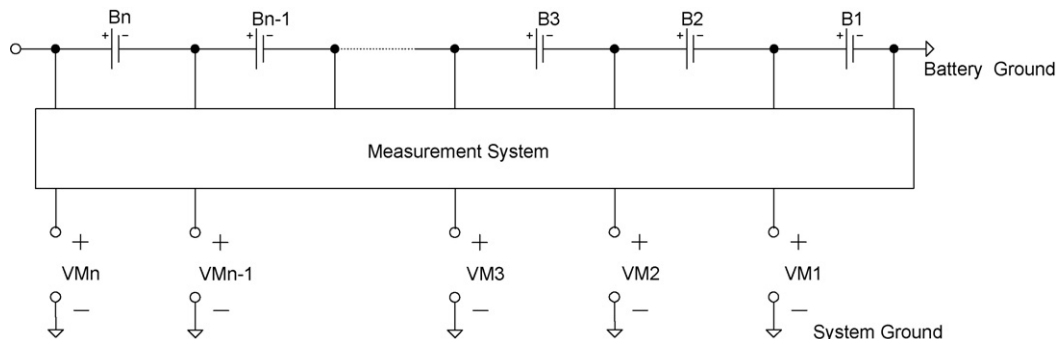 Bn Bn-1 B3 B2 B1
+ − + − + − + − + −
Battery Ground
Measurement System
+ + + + +
VMn VMn-1 VM3 VM2 VM1
− − − − −
System Ground